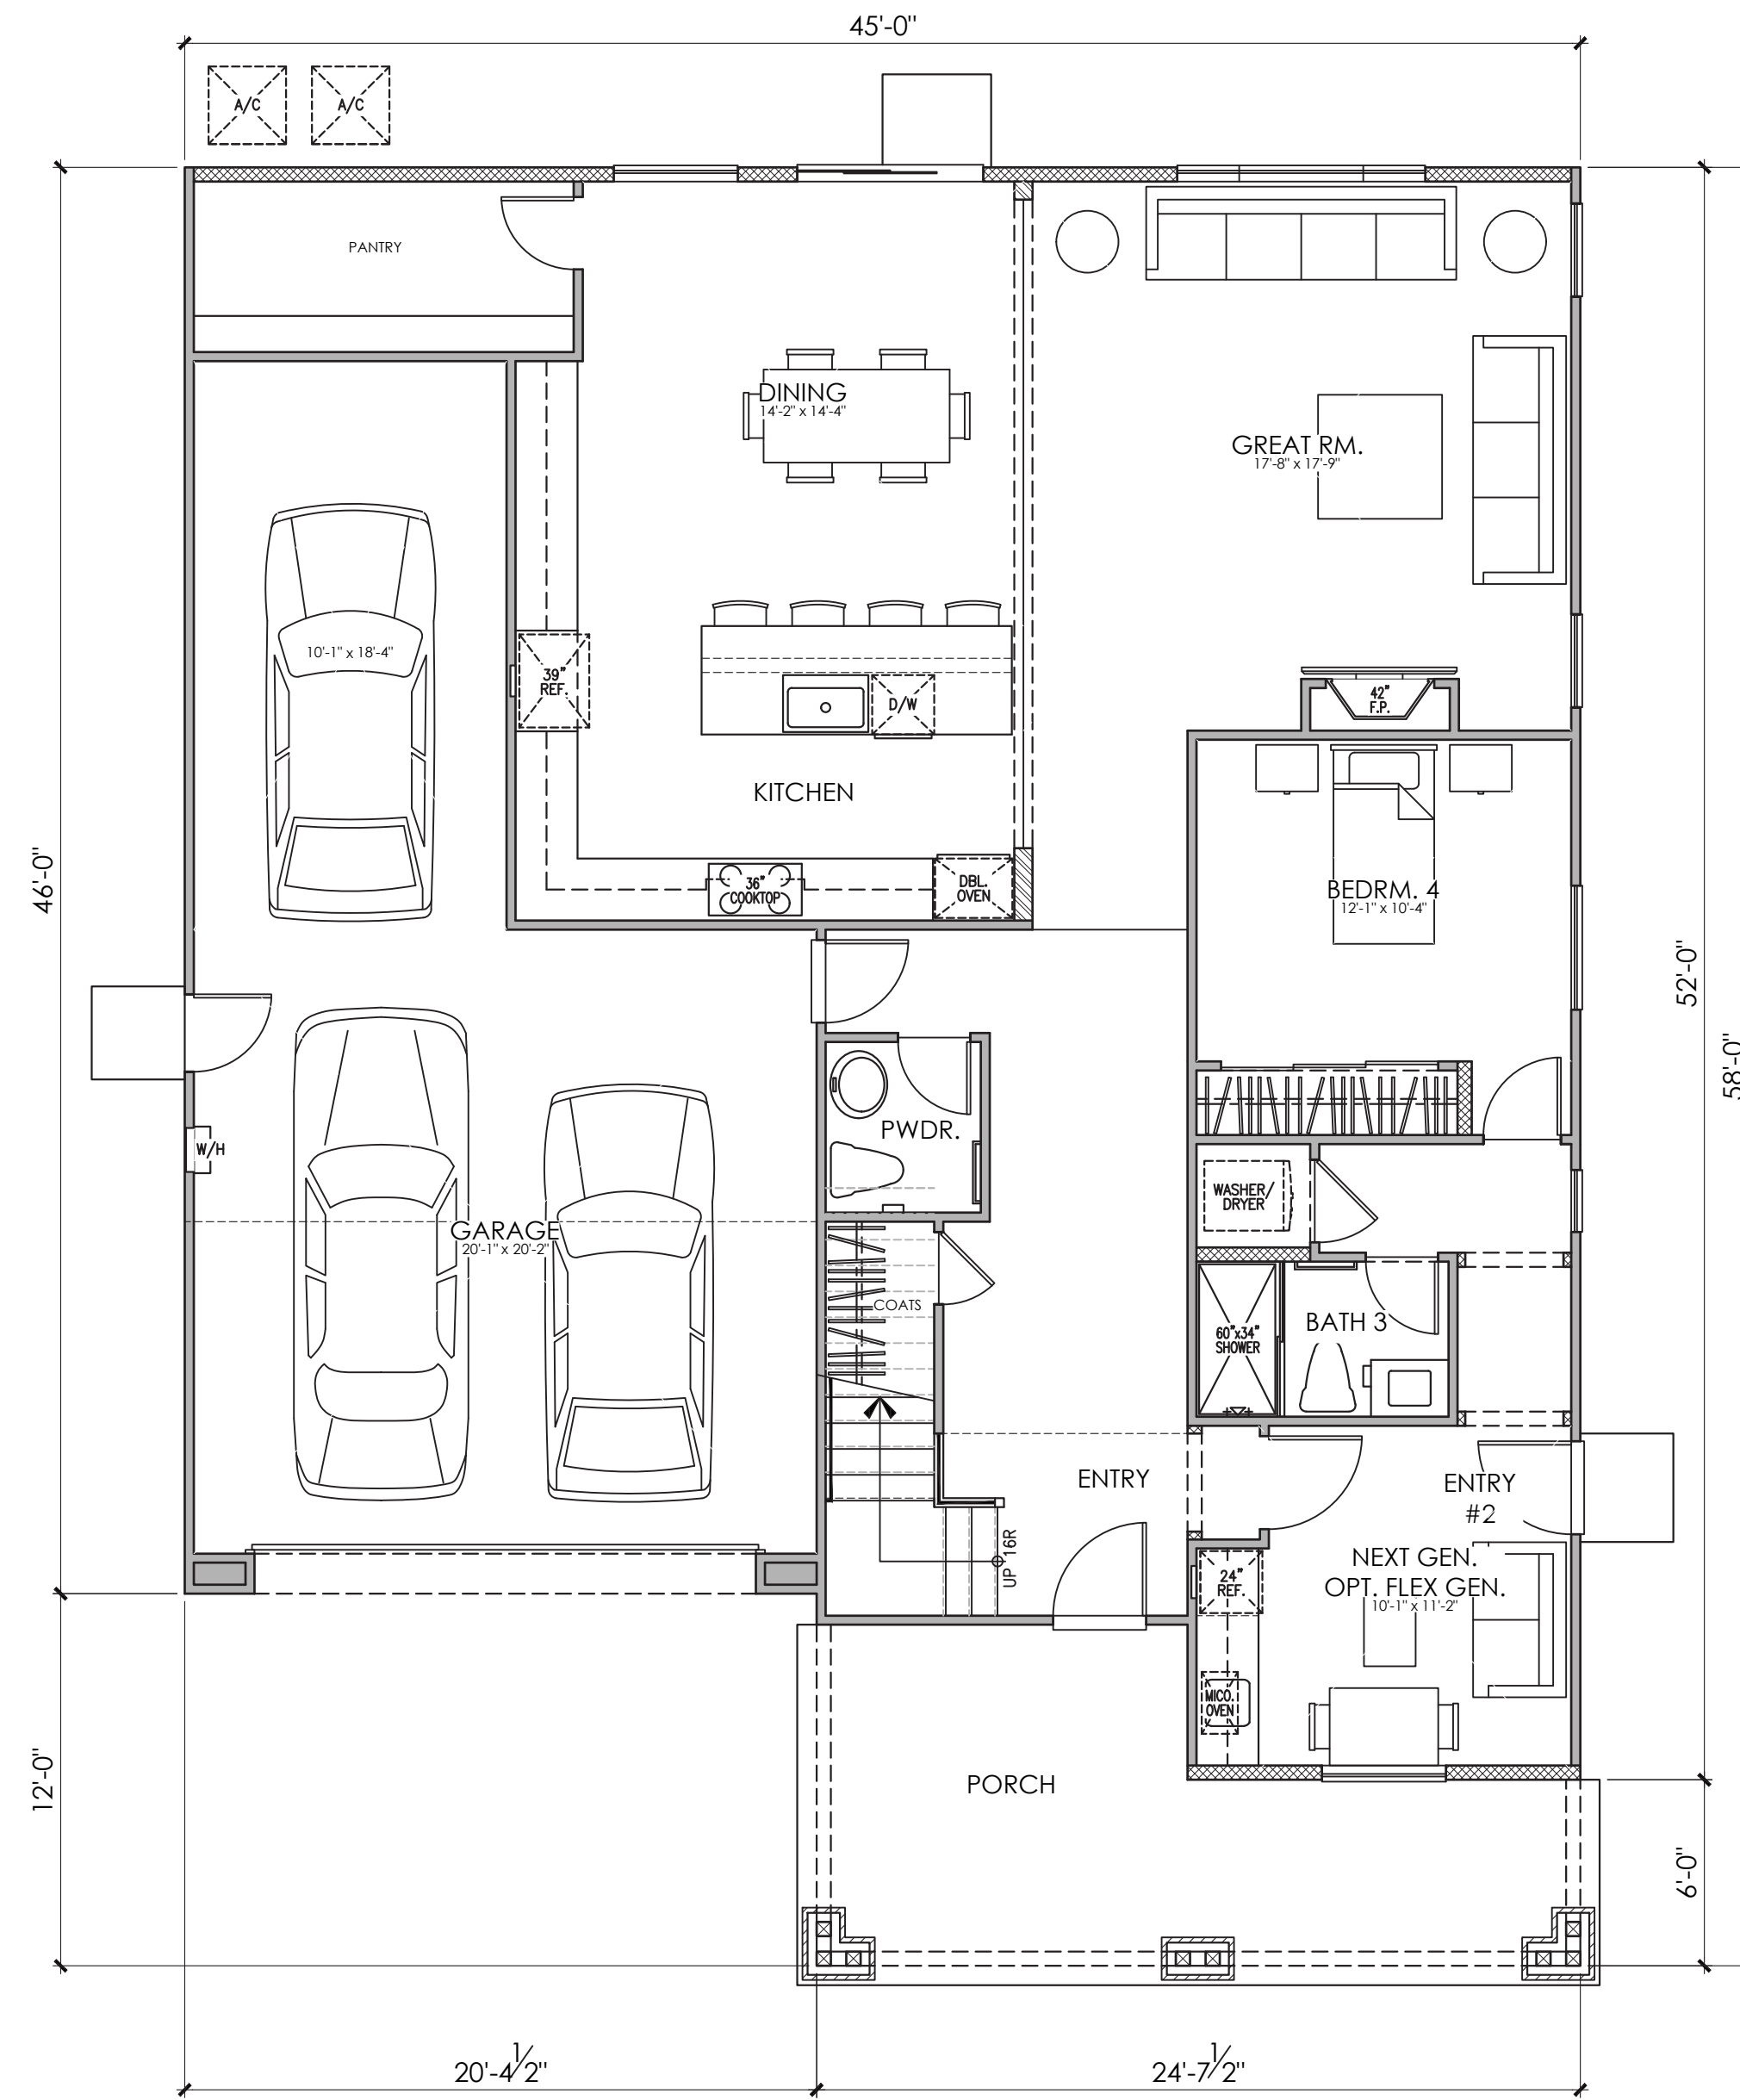 45'-0"
A/C
A/C
PANTRY
DINING
14'-2" x 14'-4"
GREAT RM.
17'-8" x 17'-9"
10'-1" x 18'-4"
39"
REF.
D/W
42"
F.P.
KITCHEN
36"
COOKTOP
DBL.
OVEN
BEDRM. 4
12'-1" x 10'-4"
46'-0"
52'-0"
58'-0"
W/H
PWDR.
WASHER/
DRYER
GARAGE
20'-1" x 20'-2"
COATS
60"x34"
SHOWER
BATH 3
ENTRY
ENTRY
#2
UP 16R
24"
REF.
NEXT GEN.
OPT. FLEX GEN.
10'-1" x 11'-2"
MICO.
OVEN
PORCH
12'-0"
6'-0"
20'-4 1/2"
24'-7 1/2"